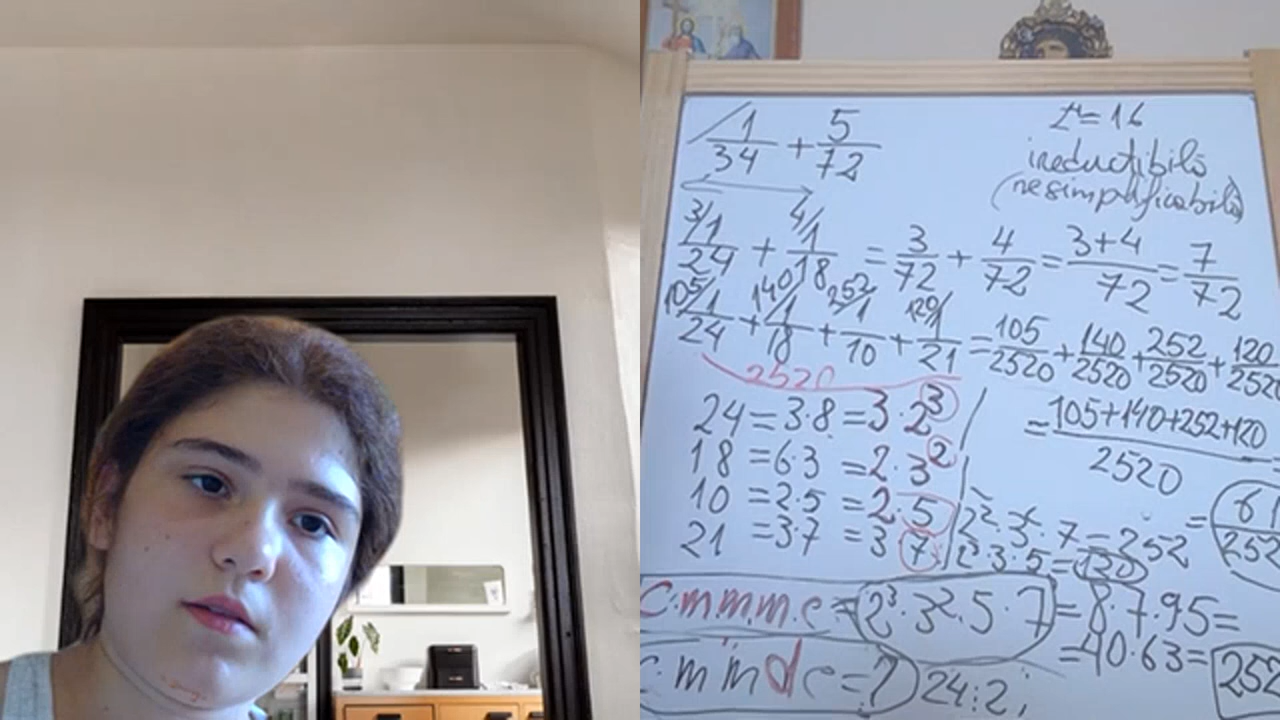 1/34 + 5/72
2⁴=16
ireductibilă
(nesimplificabilă)
3/ 1/24 + 4/ 1/18 = 3/72 + 4/72 = 3+4/72 = 7/72
105/ 1/24 + 140/ 1/18 + 252/ 1/10 + 120/ 1/21 = 105/2520 + 140/2520 + 252/2520 + 120/2520
2520
= 105+140+252+120/2520
24=3·8=3·2³
18=6·3=2·3²
10=2·5=2·5
21=3·7=3 7
2²·3²·7=252
2³·3·5=120
c.m.m.m.c=2³·3²·5·7=8·7·95=
=40·63=252
c m m d c=?
24:2;